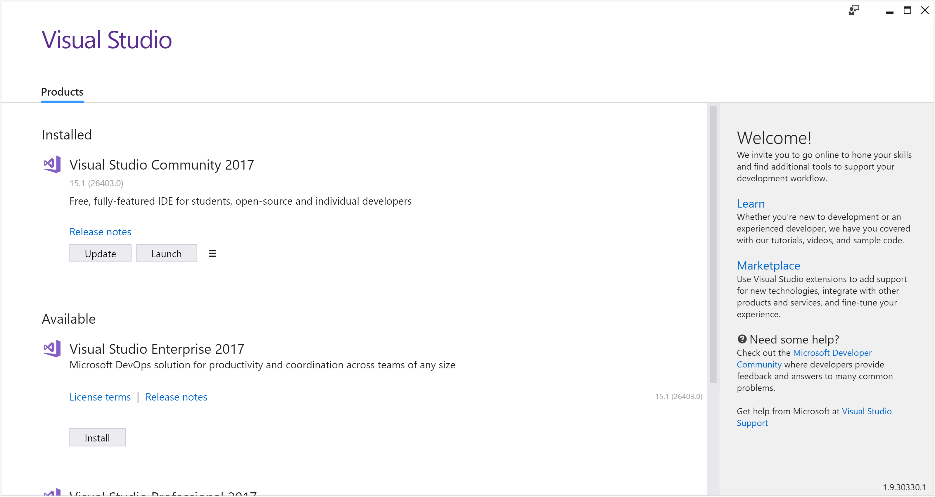 Visual Studio
Products
Installed
Visual Studio Community 2017
15.1 (26403.0)
Free, fully-featured IDE for students, open-source and individual developers
Release notes
Update Launch
Available
Visual Studio Enterprise 2017
Microsoft DevOps solution for productivity and coordination across teams of any size
License terms | Release notes
15.1 (26403.0)
Install
Visual Studio Professional 2017
Welcome!
We invite you to go online to hone your skills
and find additional tools to support your
development workflow.
Learn
Whether you're new to development or an
experienced developer, we have you covered
with our tutorials, videos, and sample code.
Marketplace
Use Visual Studio extensions to add support
for new technologies, integrate with other
products and services, and fine-tune your
experience.
Need some help?
Check out the Microsoft Developer
Community where developers provide
feedback and answers to many common
problems.
Get help from Microsoft at Visual Studio
Support
1.9.30330.1